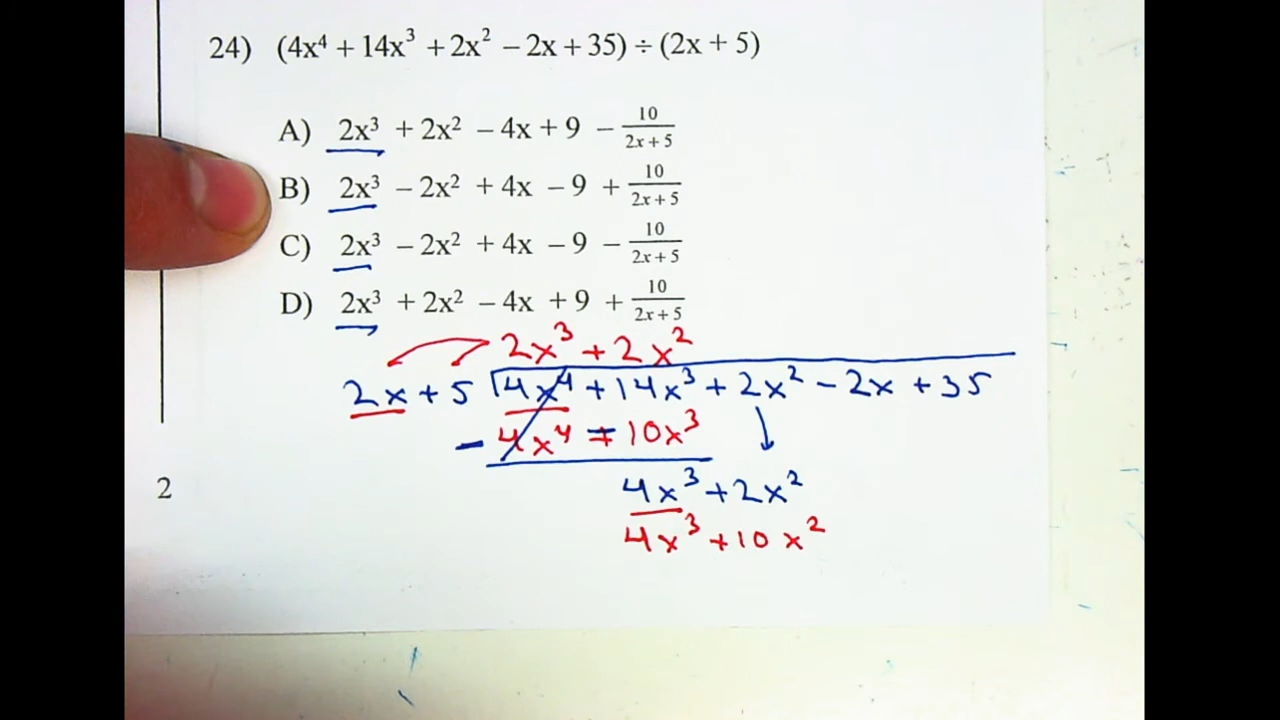 24) (4x⁴ + 14x³ + 2x² − 2x + 35) ÷ (2x + 5)
A) 2x³ + 2x² − 4x + 9 − 10/(2x + 5)
B) 2x³ − 2x² + 4x − 9 + 10/(2x + 5)
C) 2x³ − 2x² + 4x − 9 − 10/(2x + 5)
D) 2x³ + 2x² − 4x + 9 + 10/(2x + 5)
2x³ + 2x²
2x + 5 4x⁴ + 14x³ + 2x² − 2x + 35
− 4x⁴ + 10x³
4x³ + 2x²
2
4x³ + 10x²